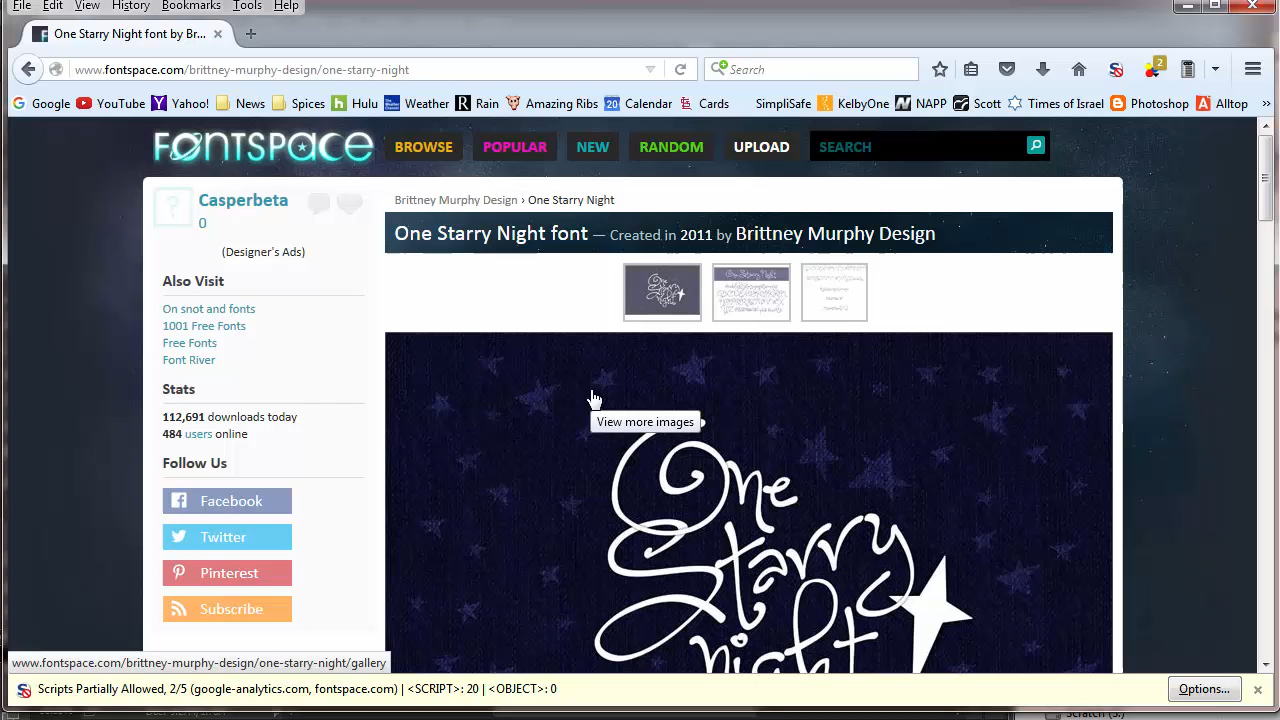 File Edit View History Bookmarks Tools Help
One Starry Night font by Br...
www.fontspace.com/brittney-murphy-design/one-starry-night
Search
2
Google YouTube Yahoo! News Spices Hulu Weather Rain Amazing Ribs Calendar Cards SimpliSafe KelbyOne NAPP Scott Times of I... Photoshop Alltop »
FONTSPACE
BROWSE POPULAR NEW RANDOM UPLOAD SEARCH
Casperbeta
0
(Designer's Ads)
Also Visit
On snot and fonts
1001 Free Fonts
Free Fonts
Font River
Stats
112,691 downloads today
484 users online
Follow Us
Facebook
Twitter
Pinterest
Subscribe
Brittney Murphy Design › One Starry Night
One Starry Night font — Created in 2011 by Brittney Murphy Design
One Starry Night
View more images
One
Starry
night
www.fontspace.com/brittney-murphy-design/one-starry-night/gallery
Scripts Partially Allowed, 2/5 (google-analytics.com, fontspace.com) | <SCRIPT>: 20 | <OBJECT>: 0
Options...